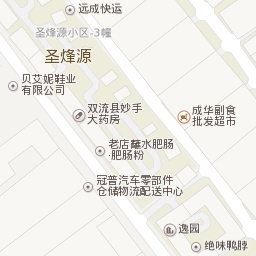 远成快运
圣烽源小区-3幢
圣烽源
贝艾妮鞋业
有限公司
双流县妙手
大药房
成华副食
批发超市
老店蘸水肥肠
·肥肠粉
冠普汽车零部件
仓储物流配送中心
逸园
绝味鸭脖